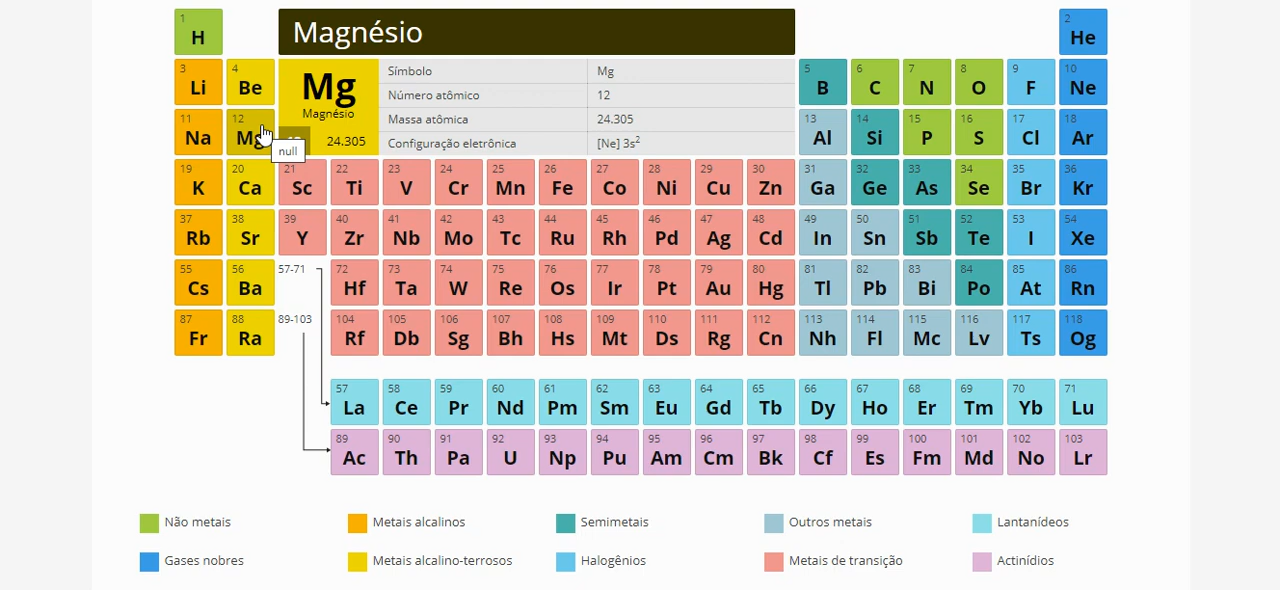 1 H Magnésio 2 He
3 Li 4 Be Mg Magnésio 24.305 5 B 6 C 7 N 8 O 9 F 10 Ne
Símbolo Mg
Número atômico 12
Massa atômica 24.305
Configuração eletrônica [Ne] 3s²
11 Na 12 Mg 13 Al 14 Si 15 P 16 S 17 Cl 18 Ar
null
19 K 20 Ca 21 Sc 22 Ti 23 V 24 Cr 25 Mn 26 Fe 27 Co 28 Ni 29 Cu 30 Zn 31 Ga 32 Ge 33 As 34 Se 35 Br 36 Kr
37 Rb 38 Sr 39 Y 40 Zr 41 Nb 42 Mo 43 Tc 44 Ru 45 Rh 46 Pd 47 Ag 48 Cd 49 In 50 Sn 51 Sb 52 Te 53 I 54 Xe
55 Cs 56 Ba 57-71 72 Hf 73 Ta 74 W 75 Re 76 Os 77 Ir 78 Pt 79 Au 80 Hg 81 Tl 82 Pb 83 Bi 84 Po 85 At 86 Rn
87 Fr 88 Ra 89-103 104 Rf 105 Db 106 Sg 107 Bh 108 Hs 109 Mt 110 Ds 111 Rg 112 Cn 113 Nh 114 Fl 115 Mc 116 Lv 117 Ts 118 Og
57 La 58 Ce 59 Pr 60 Nd 61 Pm 62 Sm 63 Eu 64 Gd 65 Tb 66 Dy 67 Ho 68 Er 69 Tm 70 Yb 71 Lu
89 Ac 90 Th 91 Pa 92 U 93 Np 94 Pu 95 Am 96 Cm 97 Bk 98 Cf 99 Es 100 Fm 101 Md 102 No 103 Lr
Não metais Metais alcalinos Semimetais Outros metais Lantanídeos
Gases nobres Metais alcalino-terrosos Halogênios Metais de transição Actinídios